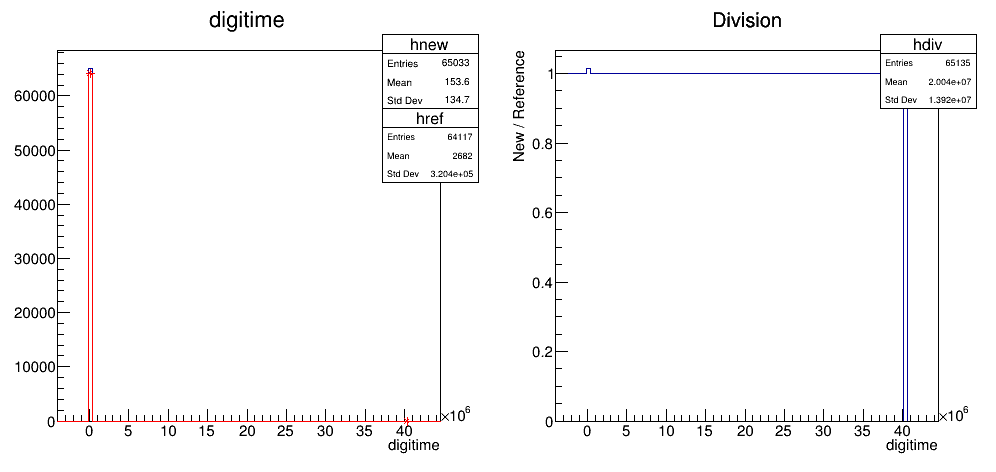 digitime
hnew
Entries 65033
Mean 153.6
Std Dev 134.7
href
Entries 64117
Mean 2682
Std Dev 3.204e+05
60000
50000
40000
30000
20000
10000
0
0 5 10 15 20 25 30 35 40 ×10⁶
digitime
Division
hdiv
Entries 65135
Mean 2.004e+07
Std Dev 1.392e+07
New / Reference
1
0.8
0.6
0.4
0.2
0
0 5 10 15 20 25 30 35 40 ×10⁶
digitime